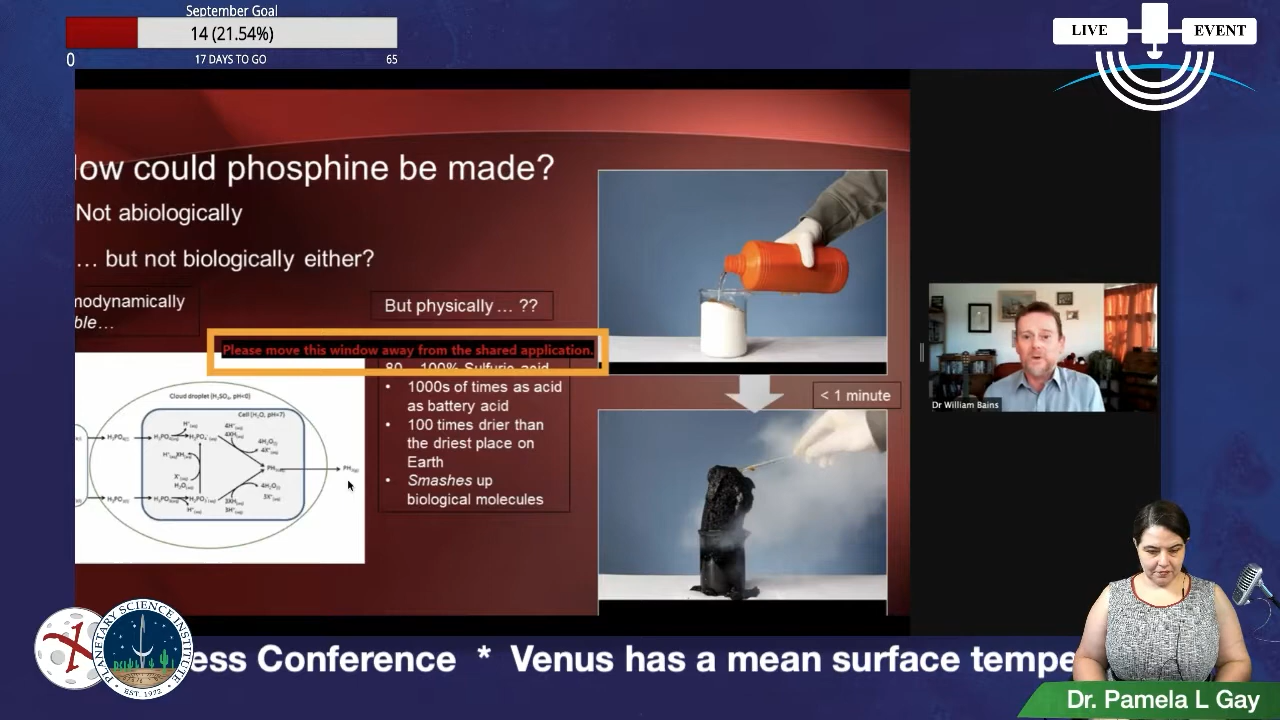 September Goal
14 (21.54%)
0
17 DAYS TO GO
65
LIVE
EVENT
ow could phosphine be made?
Not abiologically
… but not biologically either?
modynamically
ble…
But physically… ??
Please move this window away from the shared application.
80 – 100% Sulfuric acid
• 1000s of times as acid
as battery acid
• 100 times drier than
the driest place on
Earth
• Smashes up
biological molecules
< 1 minute
Cloud droplet (H₂SO₄, pH<0)
Cell (H₂O, pH=7)
Dr William Bains
PLANETARY SCIENCE INSTITUTE
EST. 1972
ess Conference * Venus has a mean surface tempe
Dr. Pamela L Gay